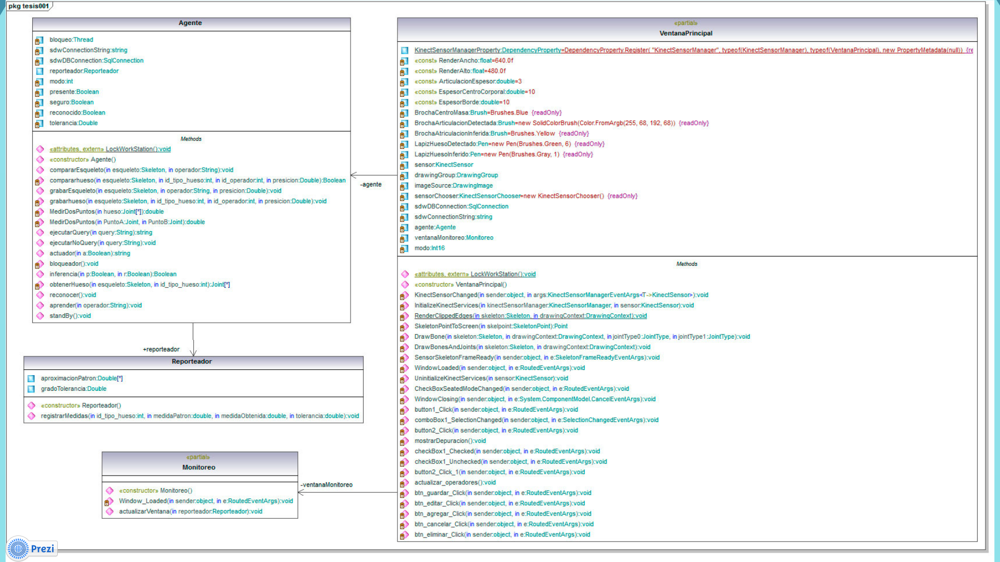 pkg tesis001
Agente
bloqueo:Thread
sdwConnectionString:string
sdwDBConnection:SqlConnection
reporteador:Reporteador
modo:int
presente:Boolean
seguro:Boolean
reconocido:Boolean
tolerancia:Double
Methods
«attributes, extern» LockWorkStation():void
«constructor» Agente()
compararEsqueleto(in esqueleto:Skeleton, in operador:String):void
compararhueso(in esqueleto:Skeleton, in id_tipo_hueso:int, in id_operador:int, in presicion:Double):Boolean
grabarEsqueleto(in esqueleto:Skeleton, in operador:String, in presicion:Double):void
grabarhueso(in esqueleto:Skeleton, in id_tipo_hueso:int, in id_operador:int, in presicion:Double):void
MedirDosPuntos(in hueso:Joint[*]):double
MedirDosPuntos(in PuntoA:Joint, in PuntoB:Joint):double
ejecutarQuery(in query:String):string
ejecutarNoQuery(in query:String):void
actuador(in a:Boolean):string
bloqueador():void
inferencia(in p:Boolean, in r:Boolean):Boolean
obtenerHueso(in esqueleto:Skeleton, in id_tipo_hueso:int):Joint[*]
reconocer():void
aprender(in operador:String):void
standBy():void
+reporteador
Reporteador
aproximacionPatron:Double[*]
gradoTolerancia:Double
«constructor» Reporteador()
registrarMedidas(in id_tipo_hueso:int, in medidaPatron:double, in medidaObtenida:double, in tolerancia:double):void
«partial»
Monitoreo
«constructor» Monitoreo()
Window_Loaded(in sender:object, in e:RoutedEventArgs):void
actualizarVentana(in reporteador:Reporteador):void
-agente
-ventanaMonitoreo
«partial»
VentanaPrincipal
KinectSensorManagerProperty:DependencyProperty=DependencyProperty.Register( "KinectSensorManager", typeof(KinectSensorManager), typeof(VentanaPrincipal), new PropertyMetadata(null)) {re
«const» RenderAncho:float=640.0f
«const» RenderAlto:float=480.0f
«const» ArticulacionEspesor:double=3
«const» EspesorCentroCorporal:double=10
«const» EspesorBorde:double=10
BrochaCentroMasa:Brush=Brushes.Blue {readOnly}
BrochaArticulacionDetectada:Brush=new SolidColorBrush(Color.FromArgb(255, 68, 192, 68)) {readOnly}
BrochaAtriculacionInferida:Brush=Brushes.Yellow {readOnly}
LapizHuesoDetectado:Pen=new Pen(Brushes.Green, 6) {readOnly}
LapizHuesoInferido:Pen=new Pen(Brushes.Gray, 1) {readOnly}
sensor:KinectSensor
drawingGroup:DrawingGroup
imageSource:DrawingImage
sensorChooser:KinectSensorChooser=new KinectSensorChooser() {readOnly}
sdwDBConnection:SqlConnection
sdwConnectionString:string
agente:Agente
ventanaMonitoreo:Monitoreo
modo:Int16
Methods
«attributes, extern» LockWorkStation():void
«constructor» VentanaPrincipal()
KinectSensorChanged(in sender:object, in args:KinectSensorManagerEventArgs<T->KinectSensor>):void
InitializeKinectServices(in kinectSensorManager:KinectSensorManager, in sensor:KinectSensor):void
RenderClippedEdges(in skeleton:Skeleton, in drawingContext:DrawingContext):void
SkeletonPointToScreen(in skelpoint:SkeletonPoint):Point
DrawBone(in skeleton:Skeleton, in drawingContext:DrawingContext, in jointType0:JointType, in jointType1:JointType):void
DrawBonesAndJoints(in skeleton:Skeleton, in drawingContext:DrawingContext):void
SensorSkeletonFrameReady(in sender:object, in e:SkeletonFrameReadyEventArgs):void
WindowLoaded(in sender:object, in e:RoutedEventArgs):void
UninitializeKinectServices(in sensor:KinectSensor):void
CheckBoxSeatedModeChanged(in sender:object, in e:RoutedEventArgs):void
WindowClosing(in sender:object, in e:System.ComponentModel.CancelEventArgs):void
button1_Click(in sender:object, in e:RoutedEventArgs):void
comboBox1_SelectionChanged(in sender:object, in e:SelectionChangedEventArgs):void
button2_Click(in sender:object, in e:RoutedEventArgs):void
mostrarDepuracion():void
checkBox1_Checked(in sender:object, in e:RoutedEventArgs):void
checkBox1_Unchecked(in sender:object, in e:RoutedEventArgs):void
button2_Click_1(in sender:object, in e:RoutedEventArgs):void
actualizar_operadores():void
btn_guardar_Click(in sender:object, in e:RoutedEventArgs):void
btn_editar_Click(in sender:object, in e:RoutedEventArgs):void
btn_agregar_Click(in sender:object, in e:RoutedEventArgs):void
btn_cancelar_Click(in sender:object, in e:RoutedEventArgs):void
btn_eliminar_Click(in sender:object, in e:RoutedEventArgs):void
Prezi